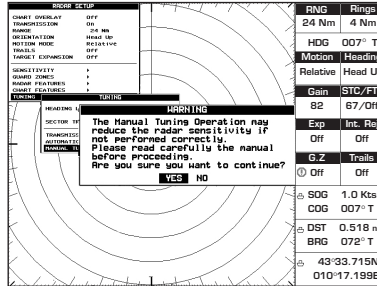 RADAR SETUP
CHART OVERLAY Off
TRANSMISSION On
RANGE 24 Nm
ORIENTATION Head Up
MOTION MODE Relative
TRAILS Off
TARGET EXPANSION Off
SENSITIVITY
GUARD ZONES
RADAR FEATURES
CHART FEATURES
TUNING
TUNING
HEADING
SECTOR
TRANSMISS
AUTOMATIC
MANUAL
WARNING
The Manual Tuning Operation may
reduce the radar sensitivity if
not performed correctly.
Please read carefully the manual
before proceeding.
Are you sure you want to continue?
YES NO
RNG Rings
24 Nm 4 Nm
HDG 007° T
Motion Heading
Relative Head U
Gain STC/FT
82 67/Off
Exp Int. Re
Off Off
G.Z Trails
Off Off
SOG 1.0 Kts
COG 007° T
DST 0.518 n
BRG 072° T
43°33.715N
010°17.199E